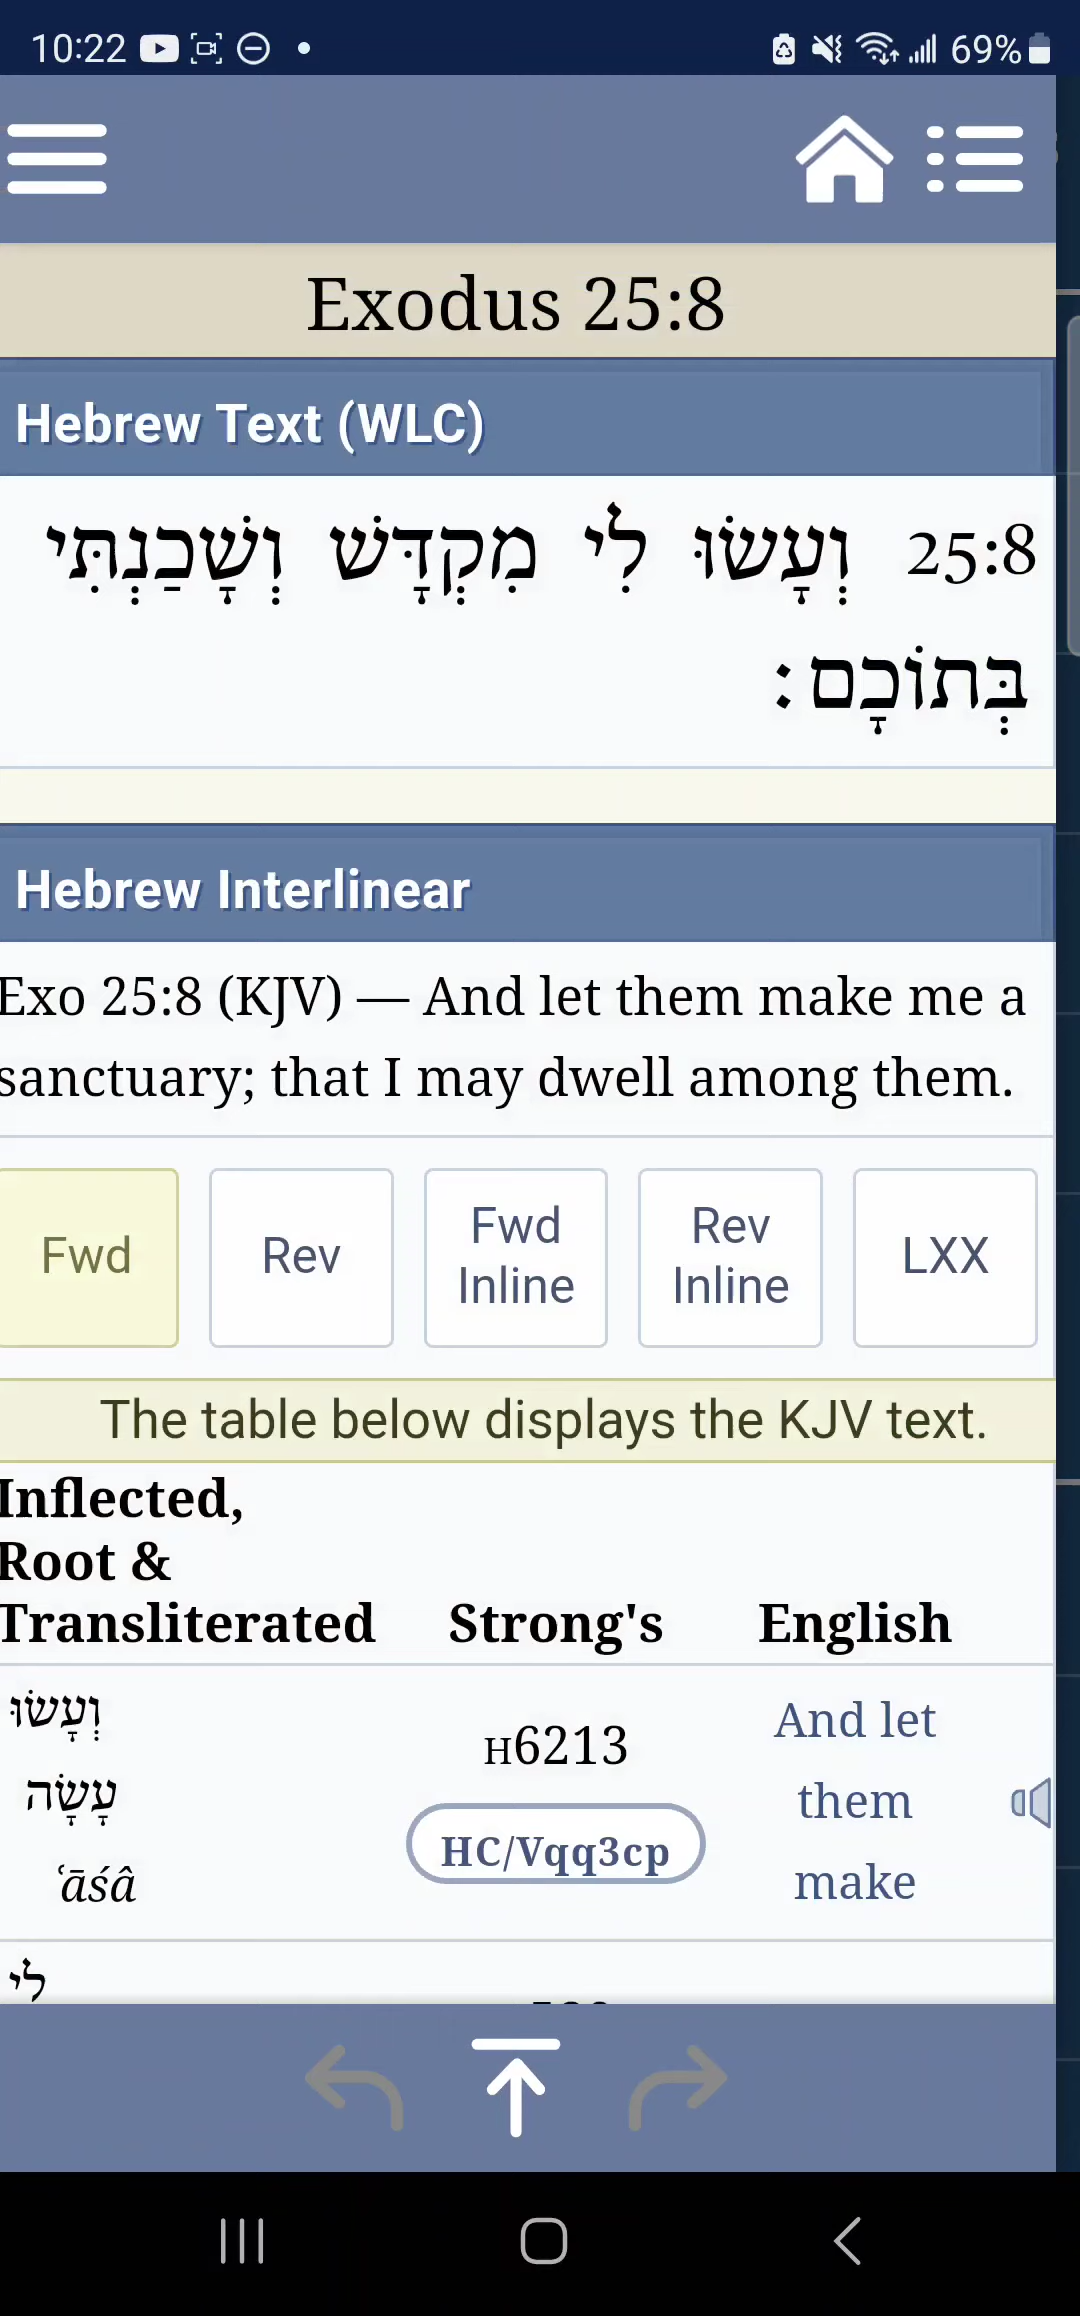 10:22 69%
Exodus 25:8
Hebrew Text (WLC)
25:8 וְעָשׂוּ לִי מִקְדָּשׁ וְשָׁכַנְתִּי
בְּתוֹכָם׃
Hebrew Interlinear
Exo 25:8 (KJV) — And let them make me a
sanctuary; that I may dwell among them.
Fwd Rev Fwd Inline Rev Inline LXX
The table below displays the KJV text.
Inflected,
Root &
Transliterated Strong's English
וְעָשׂוּ
עָשָׂה
ʿāśâ
H6213
HC/Vqq3cp
And let
them
make
לִי